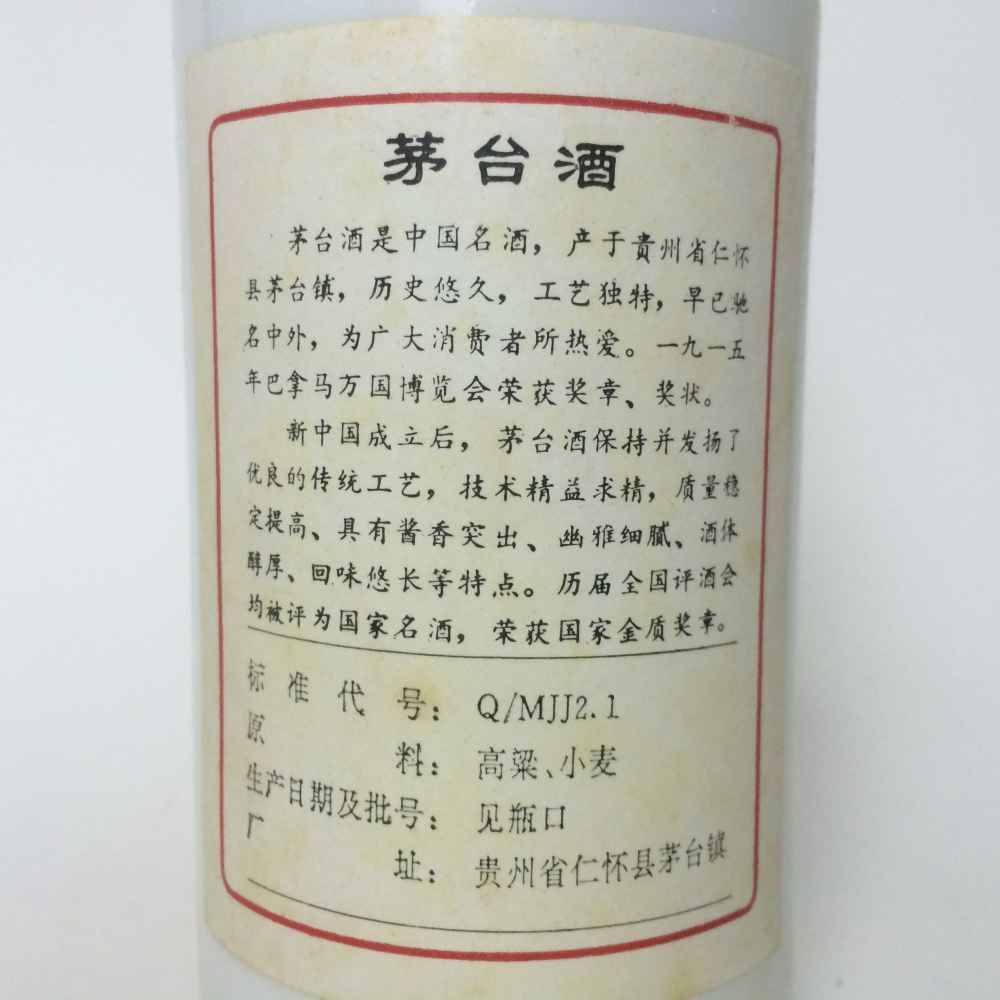 茅台酒
茅台酒是中国名酒，产于贵州省仁怀
县茅台镇，历史悠久，工艺独特，早已驰
名中外，为广大消费者所热爱。一九一五
年巴拿马万国博览会荣获奖章、奖状。
新中国成立后，茅台酒保持并发扬了
优良的传统工艺，技术精益求精，质量稳
定提高、具有酱香突出、幽雅细腻、酒体
醇厚、回味悠长等特点。历届全国评酒会
均被评为国家名酒，荣获国家金质奖章。
标准代号：Q/MJJ2.1
原料：高粱、小麦
生产日期及批号：见瓶口
厂址：贵州省仁怀县茅台镇